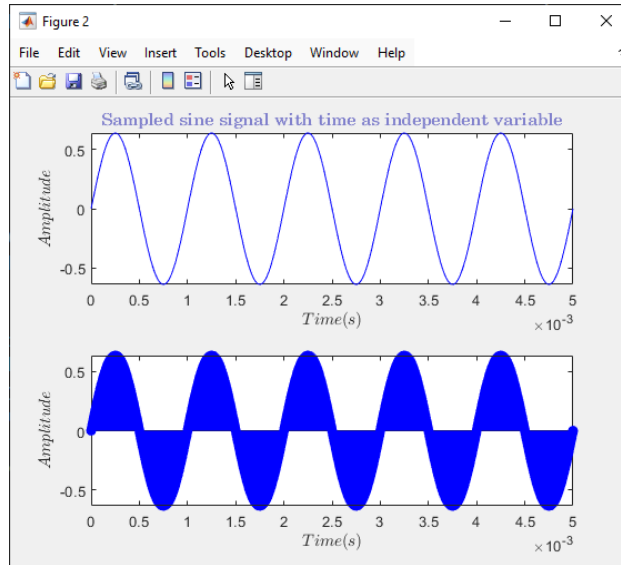 Figure 2
File Edit View Insert Tools Desktop Window Help
Sampled sine signal with time as independent variable
0.5
0
-0.5
Amplitude
0 0.5 1 1.5 2 2.5 3 3.5 4 4.5 5
Time(s)
×10-3
0.5
0
-0.5
Amplitude
0 0.5 1 1.5 2 2.5 3 3.5 4 4.5 5
Time(s)
×10-3